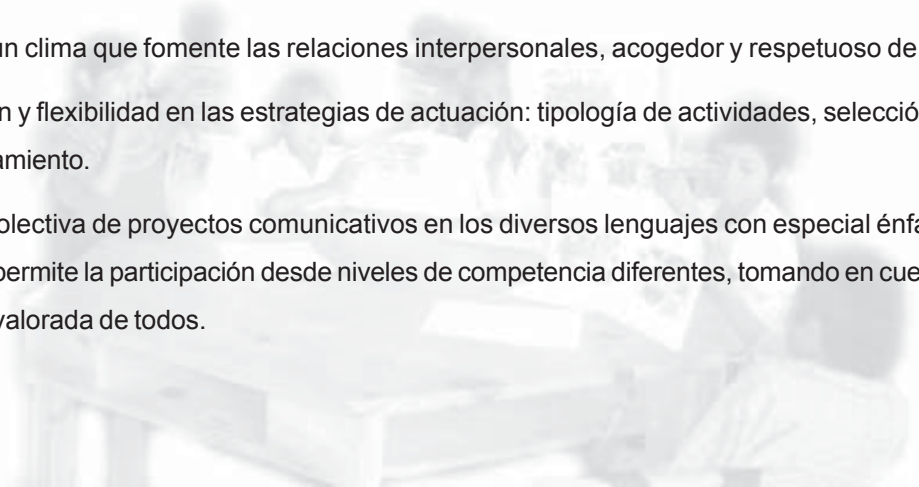 un clima que fomente las relaciones interpersonales, acogedor y respetuoso de
n y flexibilidad en las estrategias de actuación: tipología de actividades, selecció
amiento.
olectiva de proyectos comunicativos en los diversos lenguajes con especial énfa
permite la participación desde niveles de competencia diferentes, tomando en cue
valorada de todos.